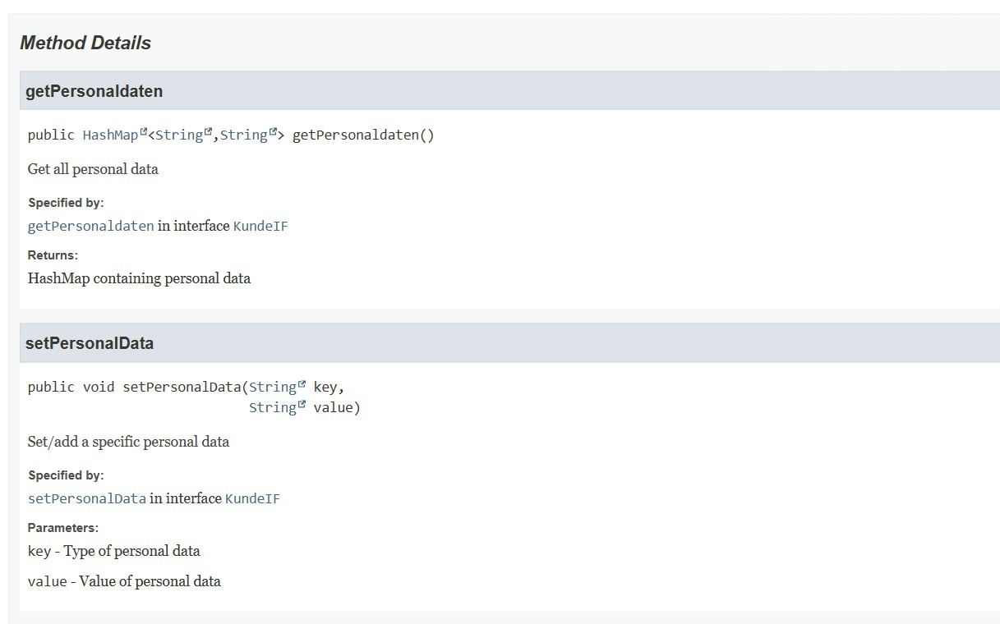 Method Details
getPersonaldaten
public HashMap<String,String> getPersonaldaten()
Get all personal data
Specified by:
getPersonaldaten in interface KundeIF
Returns:
HashMap containing personal data
setPersonalData
public void setPersonalData(String key,
String value)
Set/add a specific personal data
Specified by:
setPersonalData in interface KundeIF
Parameters:
key - Type of personal data
value - Value of personal data